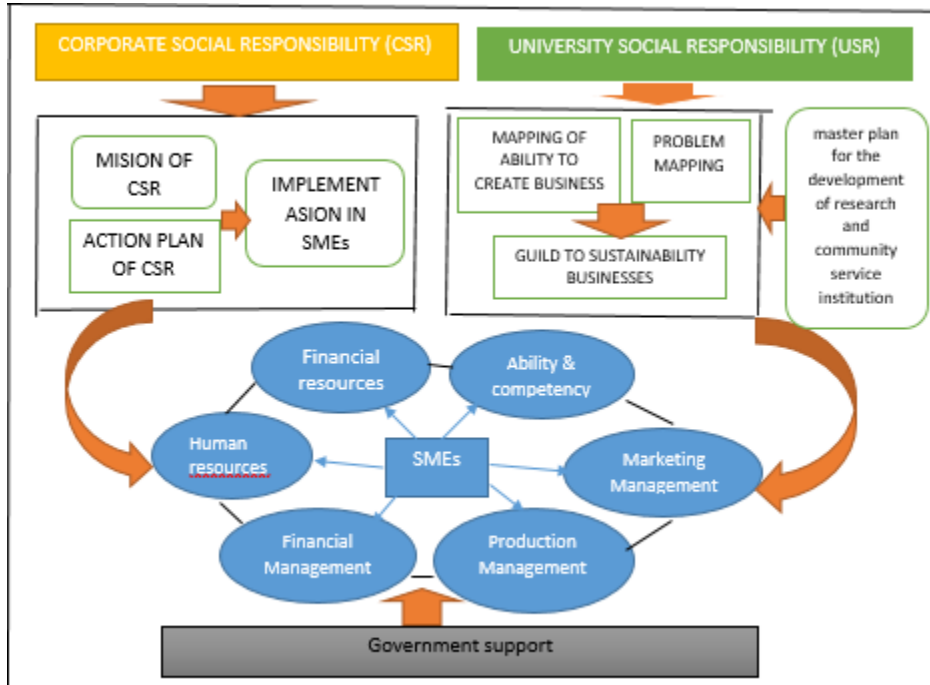 CORPORATE SOCIAL RESPONSIBILITY (CSR)
UNIVERSITY SOCIAL RESPONSIBILITY (USR)
MISION OF
CSR
ACTION PLAN
OF CSR
IMPLEMENT
ASION IN
SMEs
MAPPING OF
ABILITY TO
CREATE BUSINESS
PROBLEM
MAPPING
GUILD TO SUSTAINABILITY
BUSINESSES
master plan
for the
development
of research
and
community
service
institution
Financial
resources
Ability &
competency
Human
resources
SMEs
Marketing
Management
Financial
Management
Production
Management
Government support